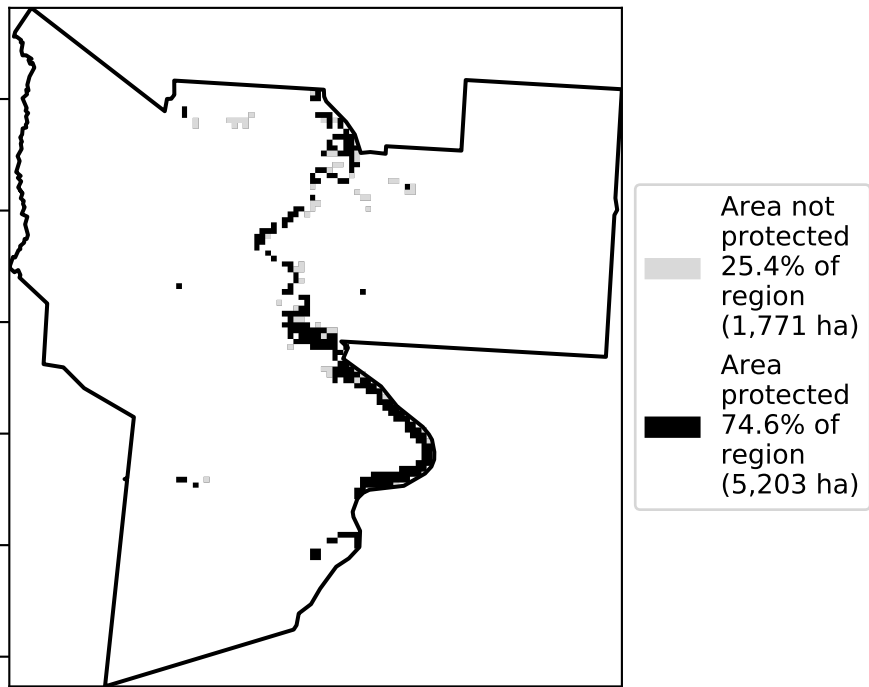 Area not
protected
25.4% of
region
(1,771 ha)
Area
protected
74.6% of
region
(5,203 ha)